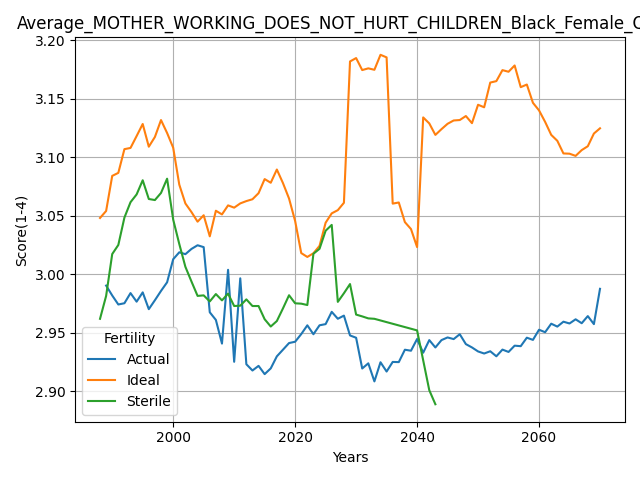 Average_MOTHER_WORKING_DOES_NOT_HURT_CHILDREN_Black_Female_
3.20
3.15
3.10
3.05
3.00
2.95
2.90
Score(1-4)
Fertility
Actual
Ideal
Sterile
2000
2020
2040
2060
Years